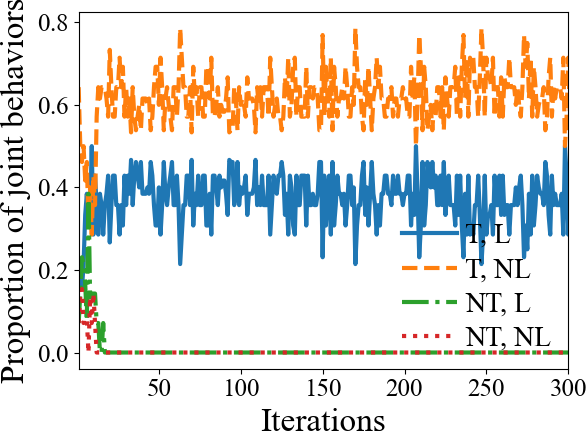 Proportion of joint behaviors
0.8
0.6
0.4
0.2
0.0
T, L
T, NL
NT, L
NT, NL
50
100
150
200
250
300
Iterations